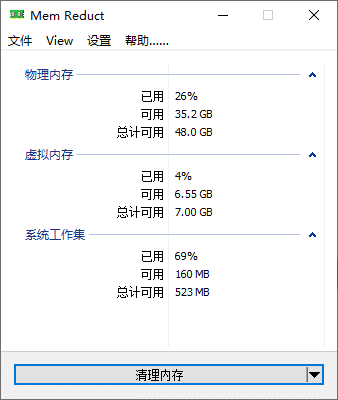 Mem Reduct
文件 View 设置 帮助......
物理内存
已用 26%
可用 35.2 GB
总计可用 48.0 GB
虚拟内存
已用 4%
可用 6.55 GB
总计可用 7.00 GB
系统工作集
已用 69%
可用 160 MB
总计可用 523 MB
清理内存